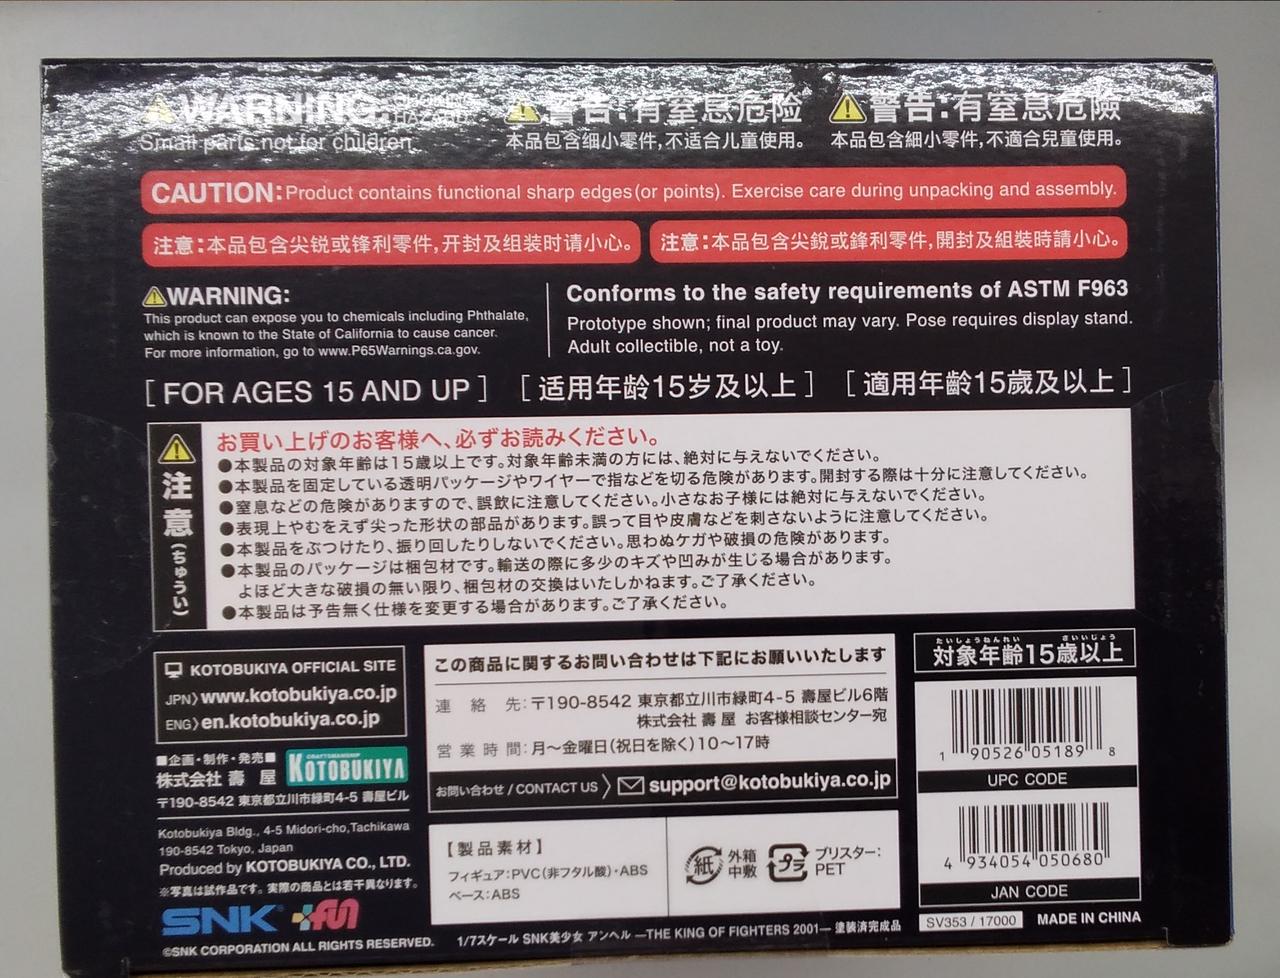 WARNING: CHOKING HAZARD
Small parts not for children.
警告:有窒息危险
本品包含细小零件,不适合儿童使用。
警告:有窒息危險
本品包含細小零件,不適合兒童使用。
CAUTION: Product contains functional sharp edges(or points). Exercise care during unpacking and assembly.
注意:本品包含尖锐或锋利零件,开封及组装时请小心。
注意:本品包含尖銳或鋒利零件,開封及組裝時請小心。
WARNING:
This product can expose you to chemicals including Phthalate,
which is known to the State of California to cause cancer.
For more information, go to www.P65Warnings.ca.gov.
Conforms to the safety requirements of ASTM F963
Prototype shown; final product may vary. Pose requires display stand.
Adult collectible, not a toy.
[FOR AGES 15 AND UP] [适用年龄15岁及以上] [適用年齡15歲及以上]
注意(ちゅうい)
お買い上げのお客様へ、必ずお読みください。
●本製品の対象年齢は15歳以上です。対象年齢未満の方には、絶対に与えないでください。
●本製品を固定している透明パッケージやワイヤーで指などを切る危険があります。開封する際は十分に注意してください。
●窒息などの危険がありますので、誤飲に注意してください。小さなお子様には絶対に与えないでください。
●表現上やむをえず尖った形状の部品があります。誤って目や皮膚などを刺さないように注意してください。
●本製品をぶつけたり、振り回したりしないでください。思わぬケガや破損の危険があります。
●本製品のパッケージは梱包材です。輸送の際に多少のキズや凹みが生じる場合があります。
よほど大きな破損の無い限り、梱包材の交換はいたしかねます。ご了承ください。
●本製品は予告無く仕様を変更する場合があります。ご了承ください。
KOTOBUKIYA OFFICIAL SITE
JPN〉www.kotobukiya.co.jp
ENG〉en.kotobukiya.co.jp
■企画・制作・発売■
株式会社 壽 屋
CRAFTSMANSHIP
KOTOBUKIYA
〒190-8542 東京都立川市緑町4-5 壽屋ビル
Kotobukiya Bldg., 4-5 Midori-cho,Tachikawa
190-8542 Tokyo, Japan
Produced by KOTOBUKIYA CO., LTD.
※写真は試作品です。実際の商品とは若干異なります。
SNK +fun
©SNK CORPORATION ALL RIGHTS RESERVED.
この商品に関するお問い合わせは下記にお願いいたします
連絡先:〒190-8542 東京都立川市緑町4-5 壽屋ビル6階
株式会社 壽 屋 お客様相談センター宛
営業時間:月〜金曜日(祝日を除く)10〜17時
お問い合わせ / CONTACT US 〉 support@kotobukiya.co.jp
【製品素材】
フィギュア:PVC(非フタル酸)・ABS
ベース:ABS
紙
外箱
中敷
プラ
ブリスター:
PET
1/7スケール SNK美少女 アンヘル —THE KING OF FIGHTERS 2001— 塗装済完成品
たいしょうねんれい さいいじょう
対象年齢15歳以上
1 90526 05189 8
UPC CODE
4 934054 050680
JAN CODE
SV353 / 17000
MADE IN CHINA